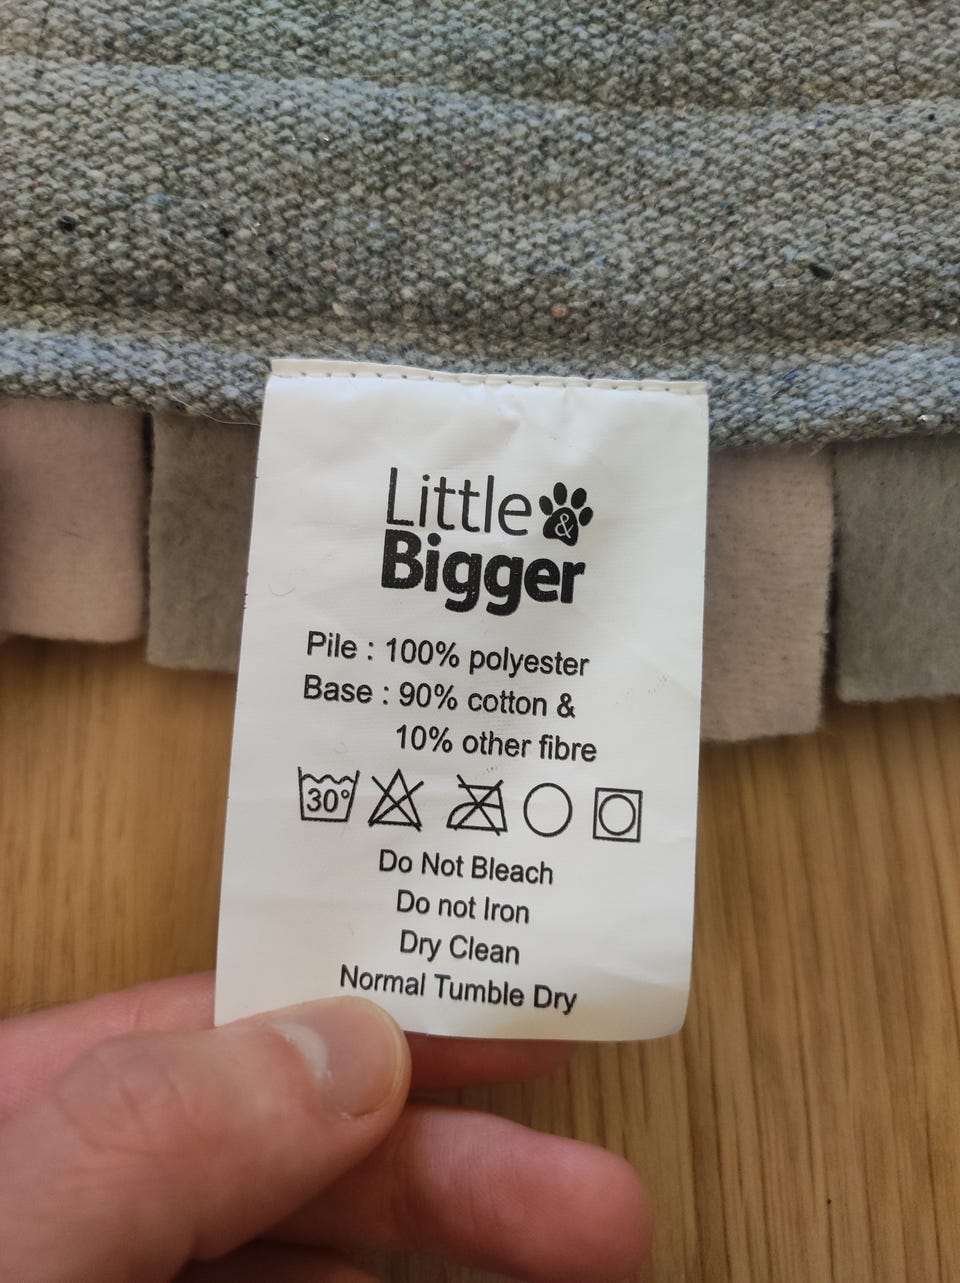 Little &
Bigger
Pile : 100% polyester
Base : 90% cotton &
10% other fibre
30°
Do Not Bleach
Do not Iron
Dry Clean
Normal Tumble Dry